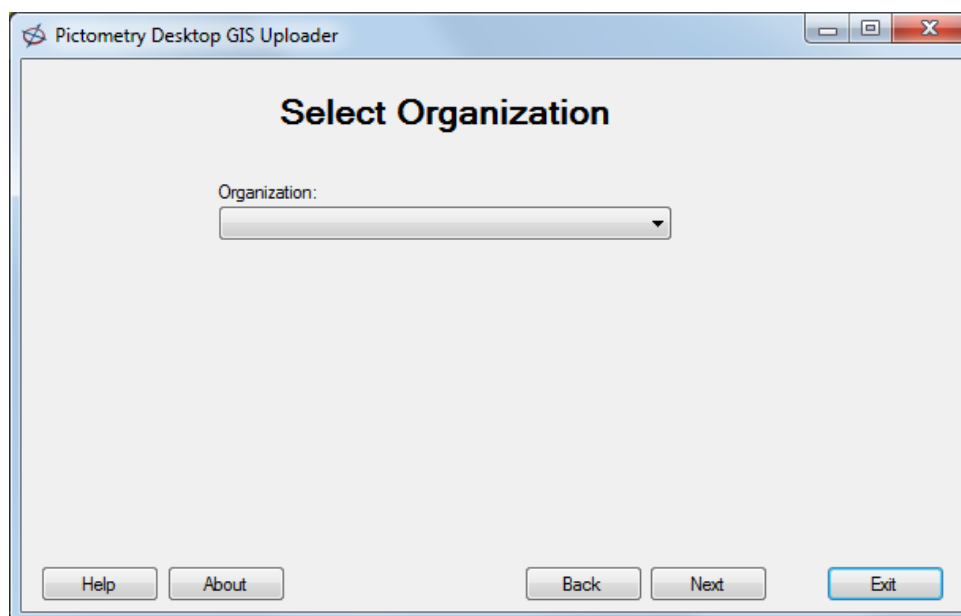 Pictometry Desktop GIS Uploader
Select Organization
Organization:
Help About Back Next Exit